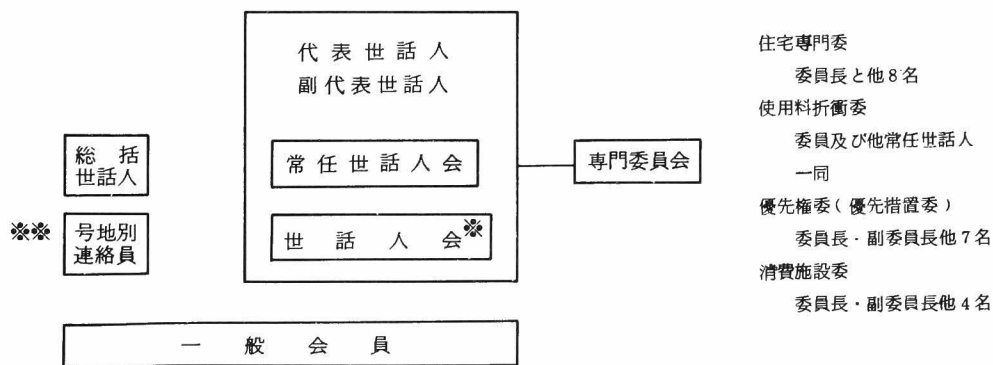 代表世話人
副代表世話人
総括
世話人
常任世話人会
専門委員会
※※
号地別
連絡員
世話人会※
一般会員
住宅専門委
委員長と他8名
使用料折衝委
委員及び他常任世話人
一同
優先権委(優先措置委)
委員長・副委員長他7名
消費施設委
委員長・副委員長他4名